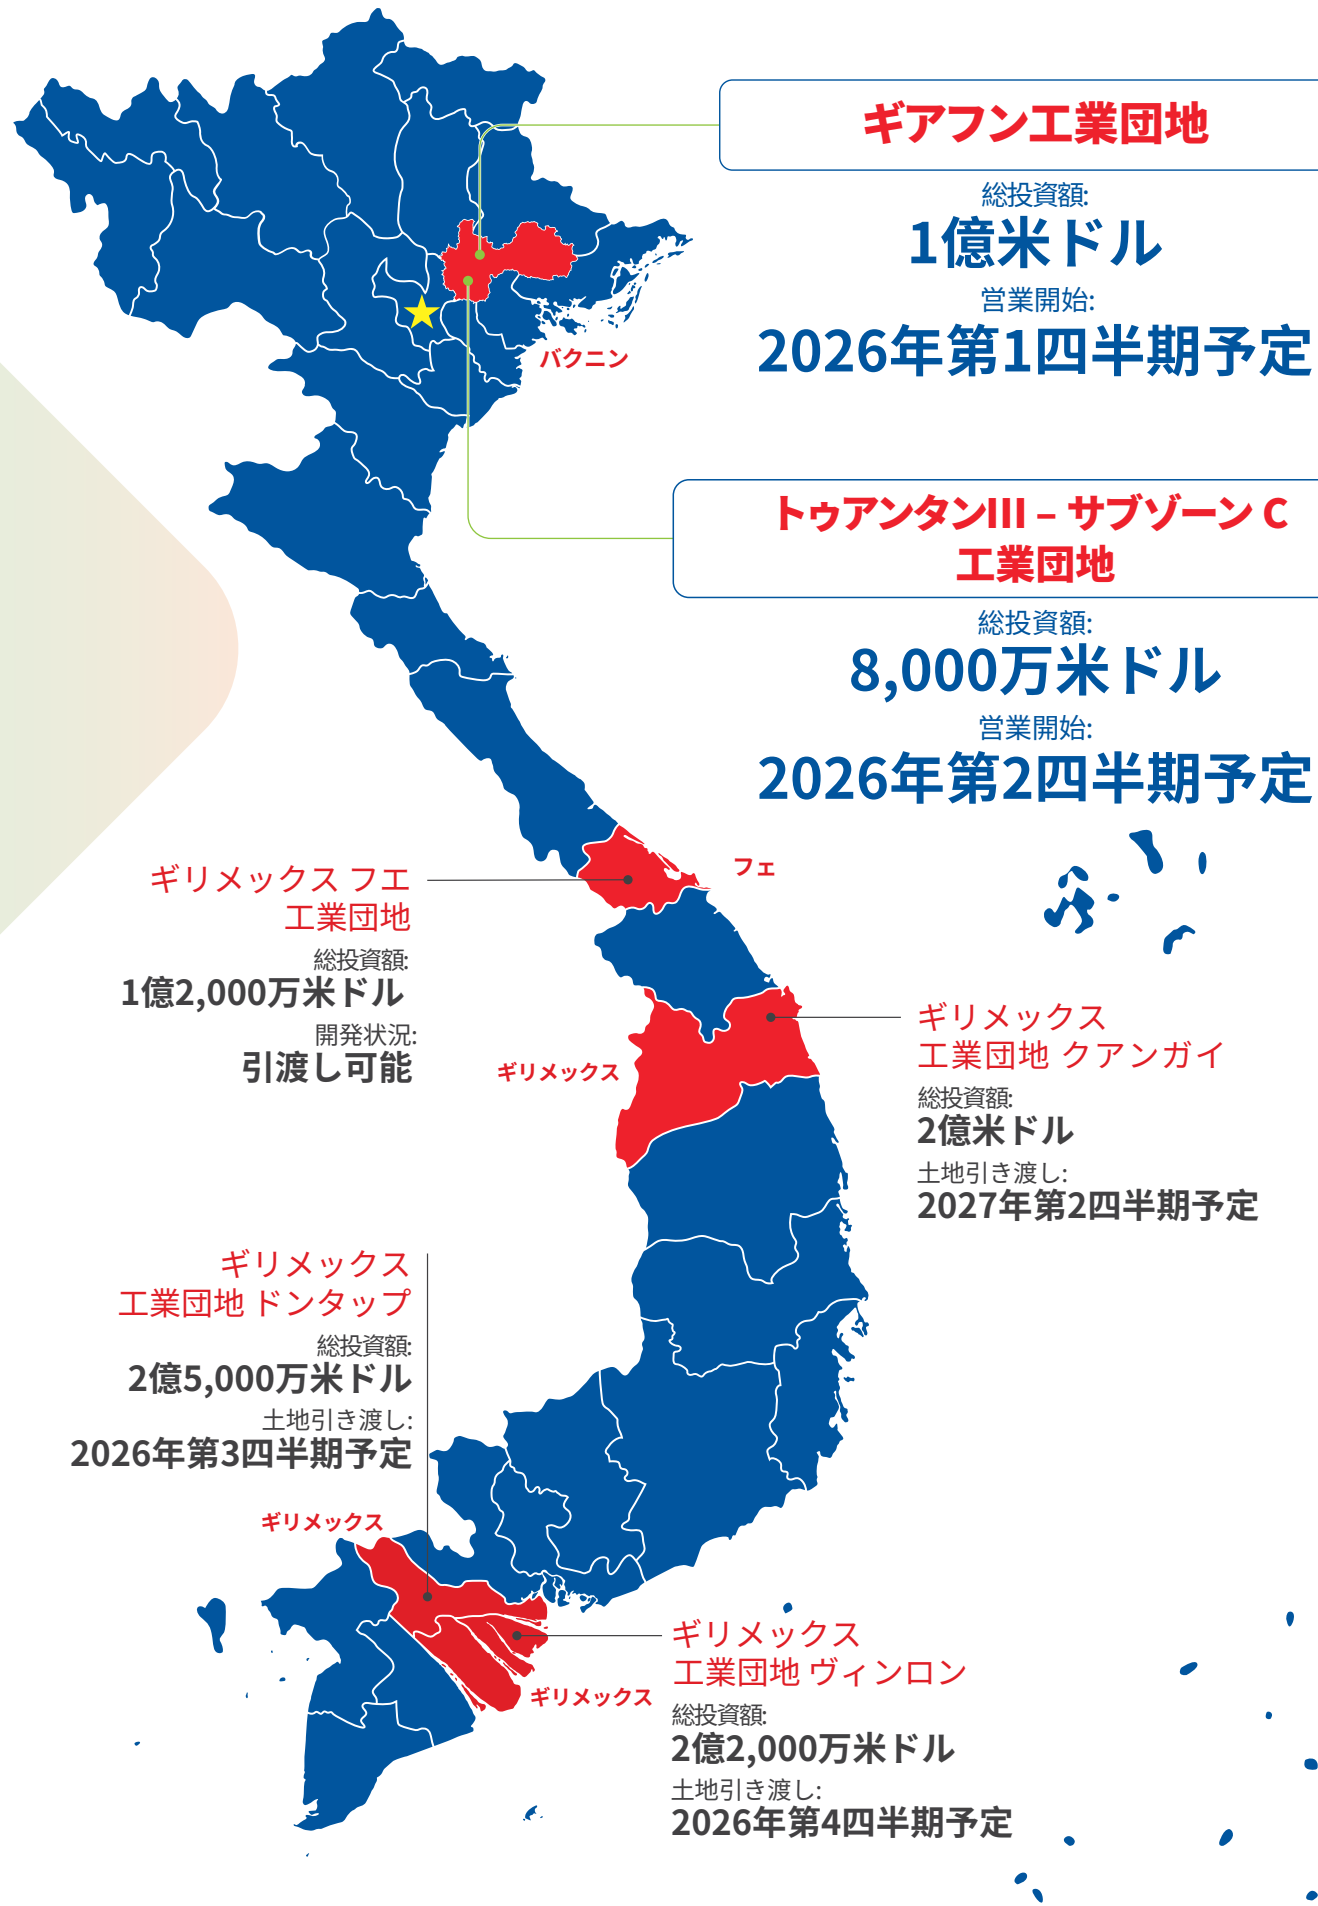 ギアフン工業団地
総投資額:
1億米ドル
営業開始:
2026年第1四半期予定
バクニン
トゥアンタンIII – サブゾーン C
工業団地
総投資額:
8,000万米ドル
営業開始:
2026年第2四半期予定
ギリメックス フエ
工業団地
総投資額:
1億2,000万米ドル
開発状況:
引渡し可能
フェ
ギリメックス
ギリメックス
工業団地 クアンガイ
総投資額:
2億米ドル
土地引き渡し:
2027年第2四半期予定
ギリメックス
工業団地 ドンタップ
総投資額:
2億5,000万米ドル
土地引き渡し:
2026年第3四半期予定
ギリメックス
ギリメックス
工業団地 ヴィンロン
総投資額:
2億2,000万米ドル
土地引き渡し:
2026年第4四半期予定
ギリメックス